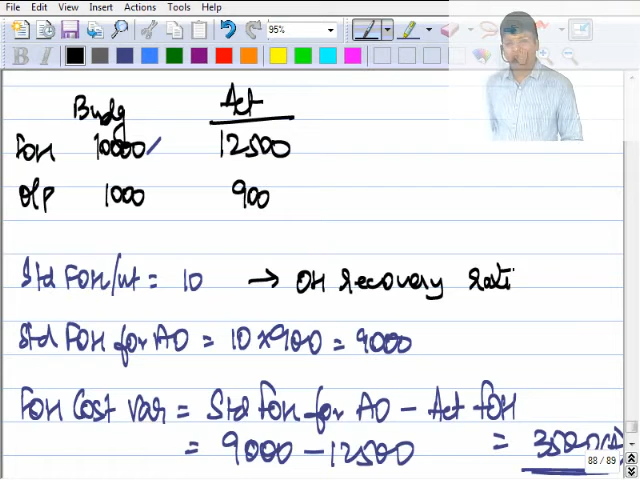 File Edit View Insert Actions Tools Help
95%
Budg Act
FOH 10000 12500
O/P 1000 900
Std FOH/ut = 10 → OH Recovery Rate
Std FOH for AO = 10 × 900 = 9000
FOH Cost Var = Std FOH for AO - Act FOH
= 9000 - 12500 = 3500 (A)
88 / 89